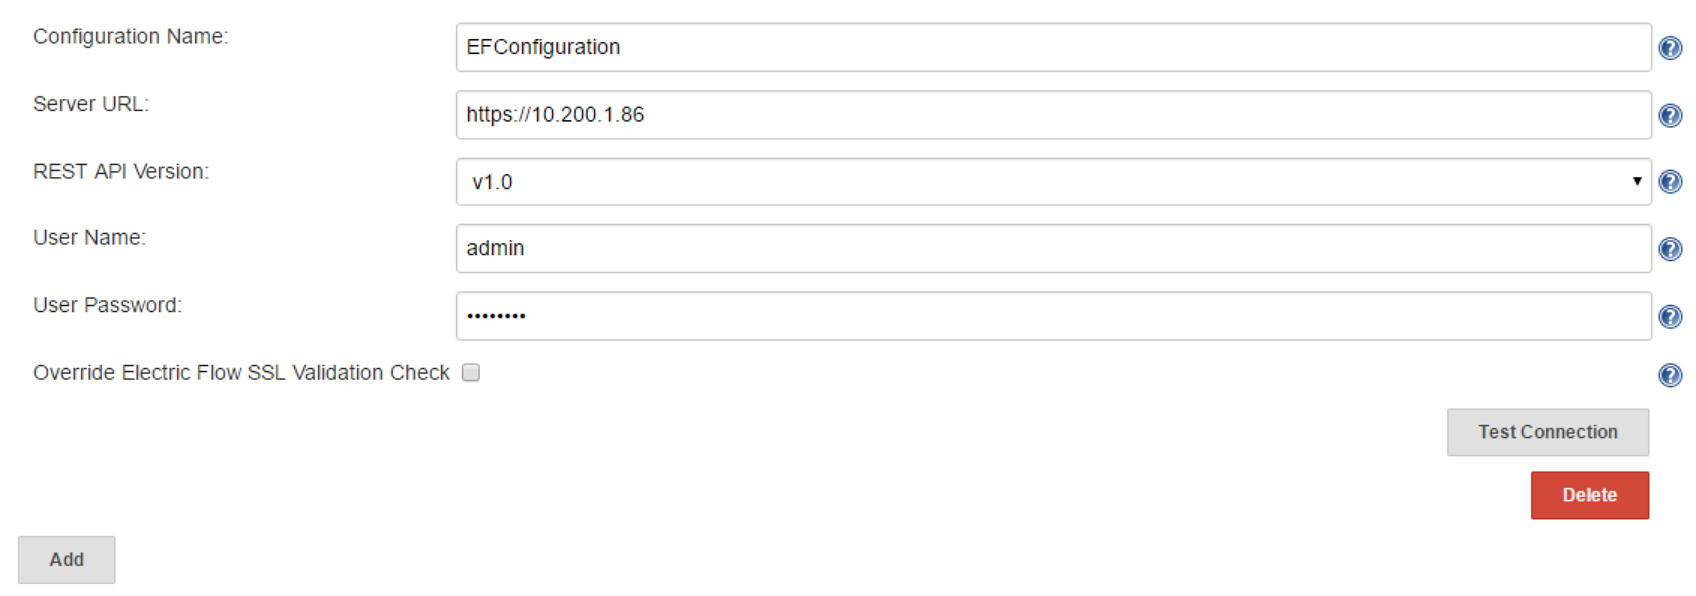 Configuration Name: EFConfiguration
Server URL: https://10.200.1.86
REST API Version: v1.0
User Name: admin
User Password: ••••••••
Override Electric Flow SSL Validation Check
Test Connection
Delete
Add